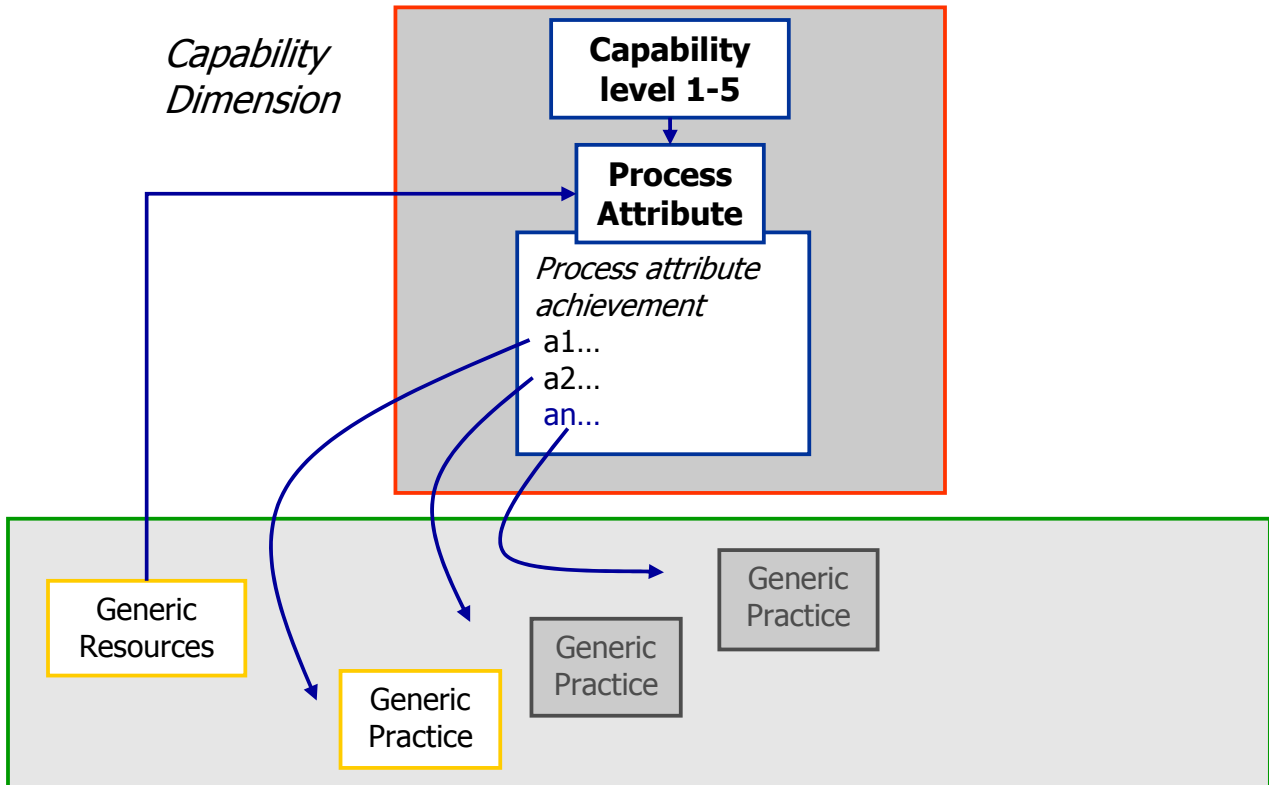 Capability
Dimension
Capability
level 1-5
Process
Attribute
Process attribute
achievement
a1...
a2...
an...
Generic
Resources
Generic
Practice
Generic
Practice
Generic
Practice